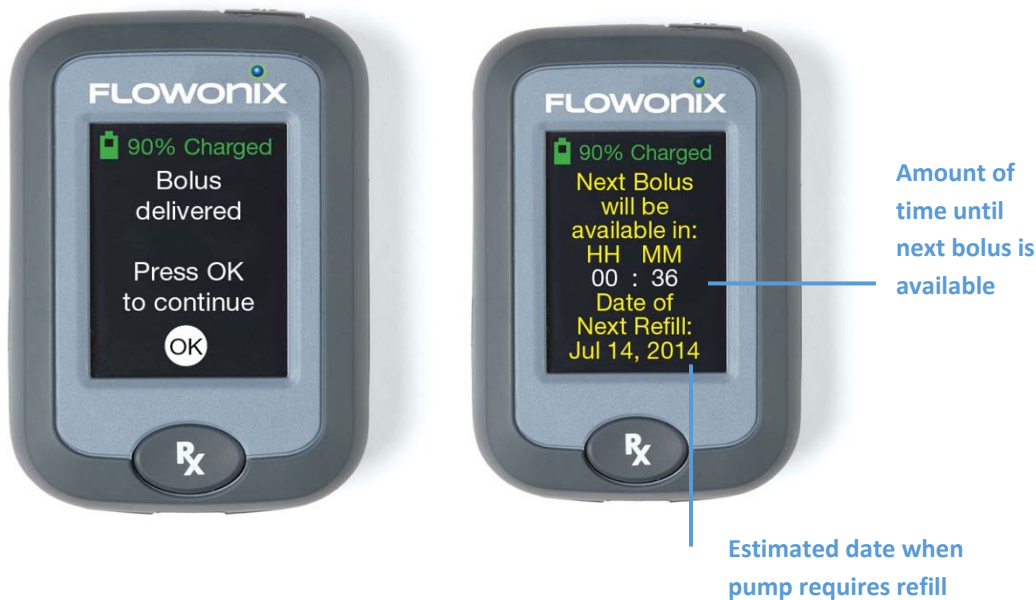 FLOWONIX
90% Charged
Bolus
delivered
Press OK
to continue
OK
Rx
FLOWONIX
90% Charged
Next Bolus
will be
available in:
HH MM
00 : 36
Date of
Next Refill:
Jul 14, 2014
Rx
Amount of
time until
next bolus is
available
Estimated date when
pump requires refill